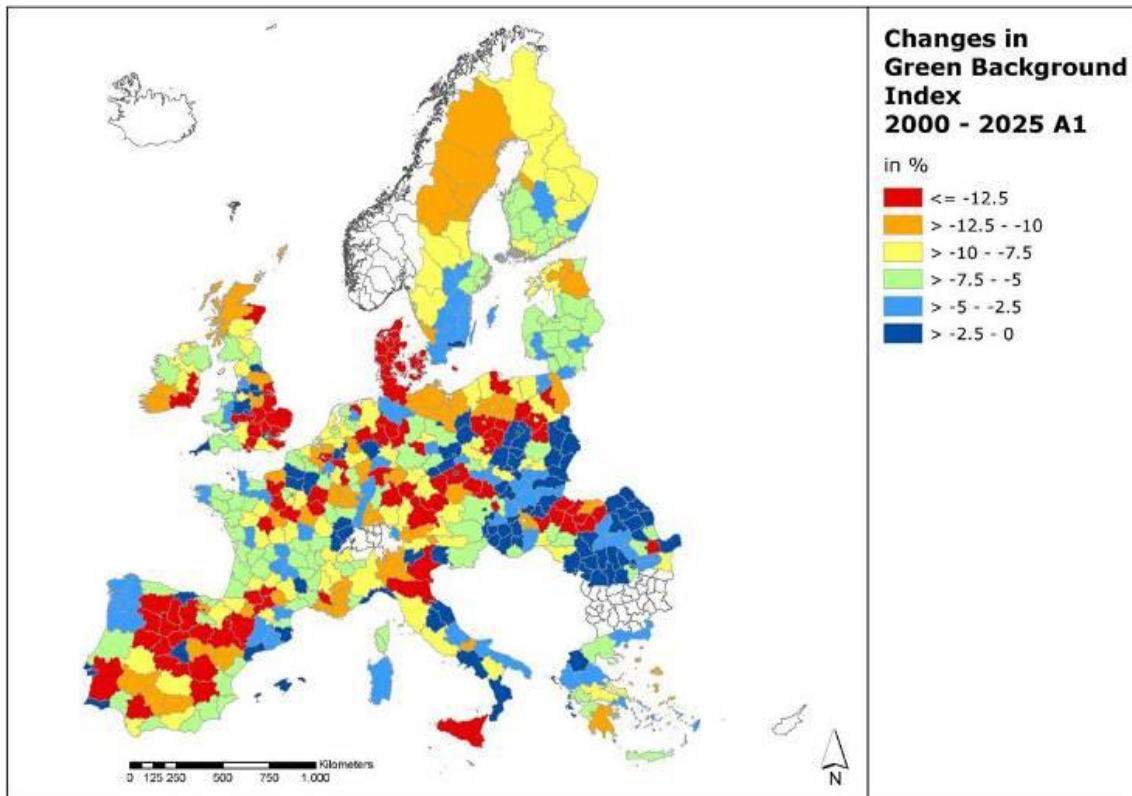 Changes in
Green Background
Index
2000 - 2025 A1
in %
<= -12.5
> -12.5 - -10
> -10 - -7.5
> -7.5 - -5
> -5 - -2.5
> -2.5 - 0
Kilometers
0 125 250 500 750 1.000
N